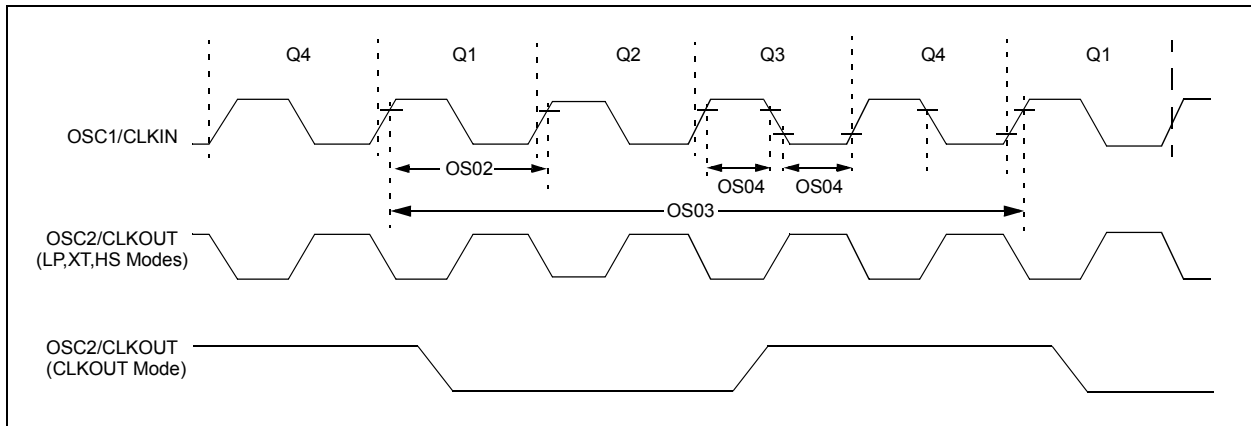 Q4 Q1 Q2 Q3 Q4 Q1
OSC1/CLKIN
OS02
OS04 OS04
OS03
OSC2/CLKOUT
(LP,XT,HS Modes)
OSC2/CLKOUT
(CLKOUT Mode)